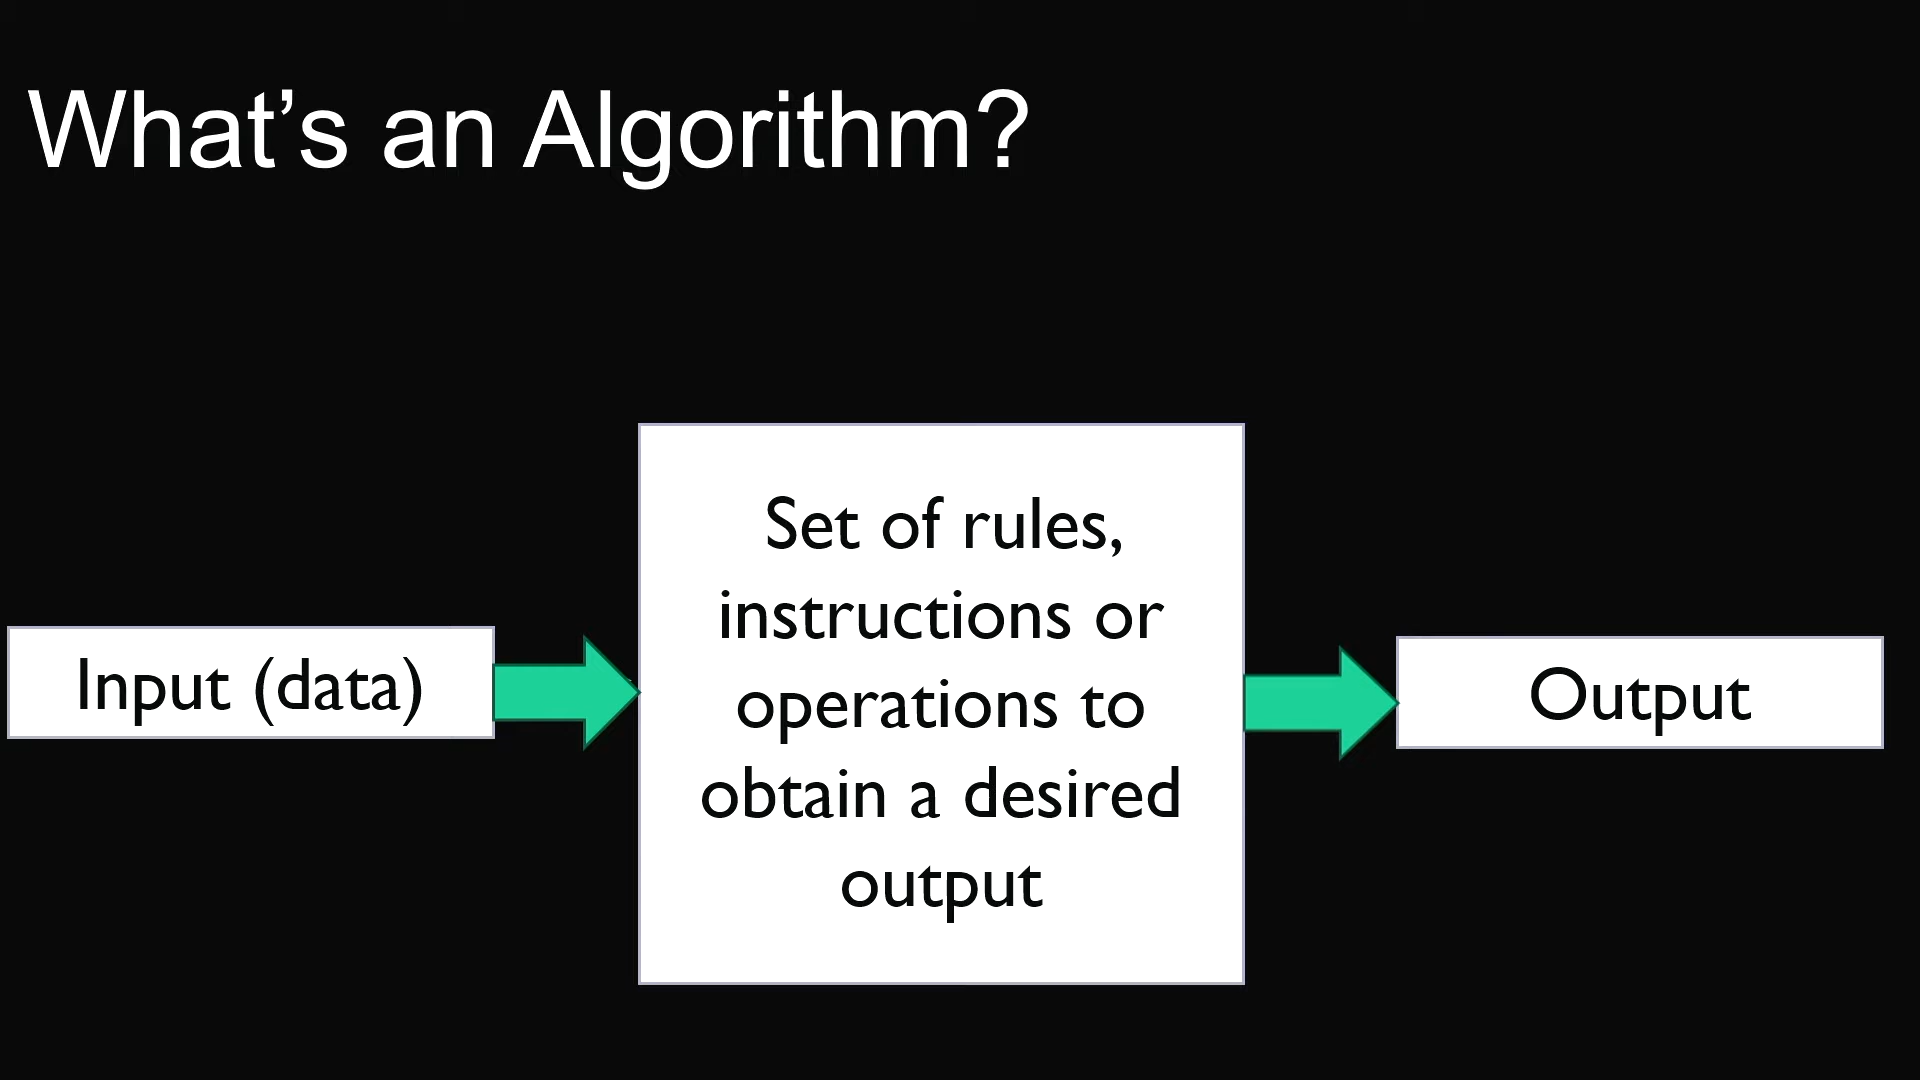 What’s an Algorithm?
Input (data)
Set of rules,
instructions or
operations to
obtain a desired
output
Output